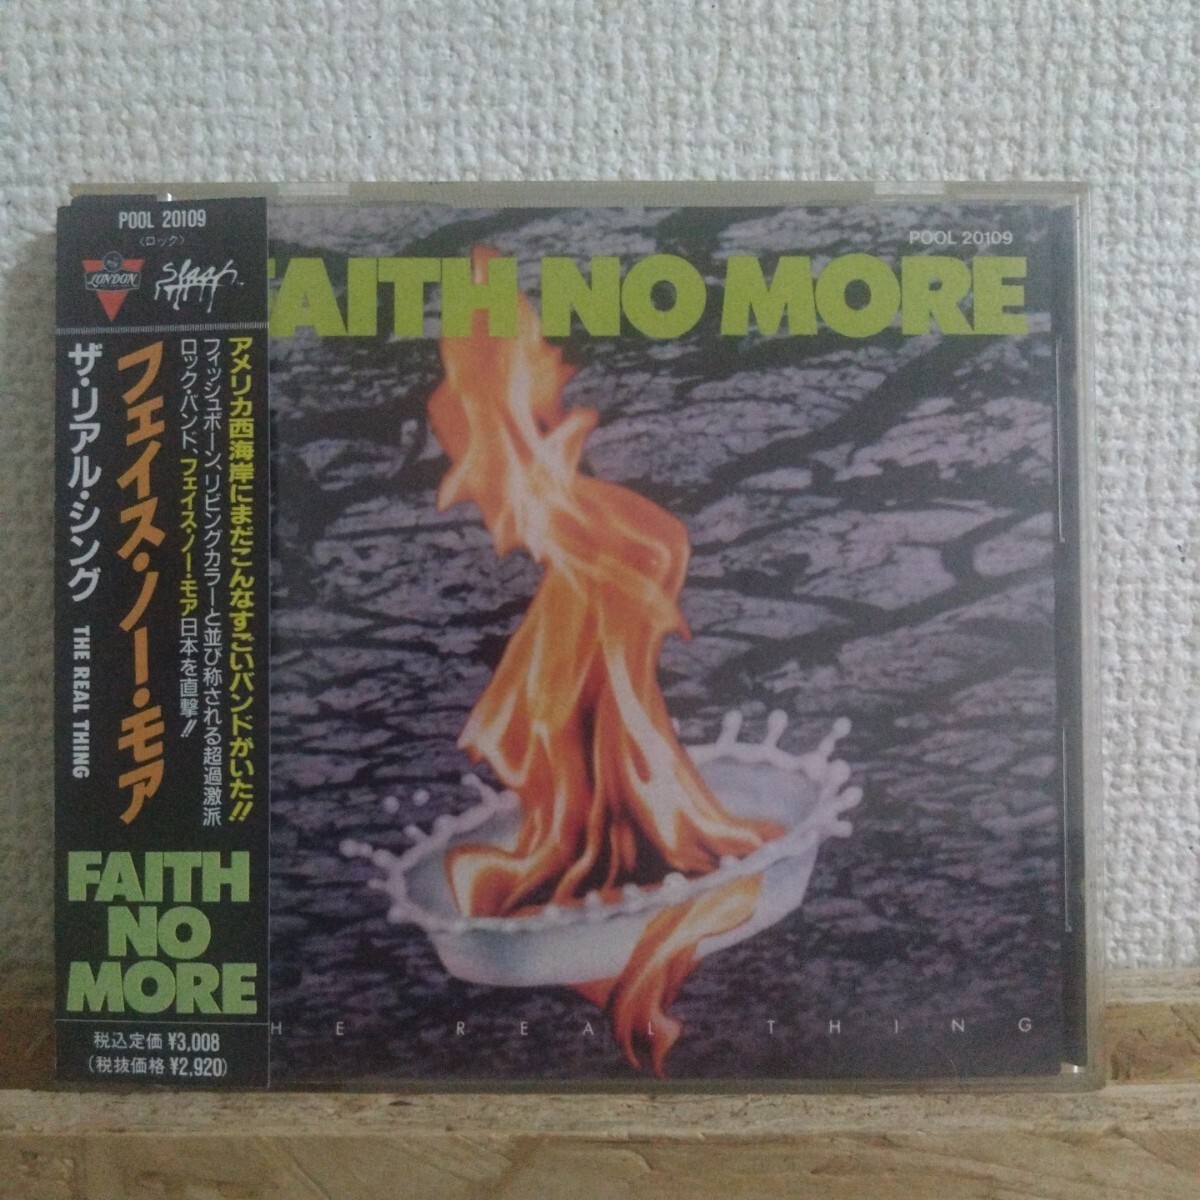 POOL 20109
〈ロック〉
LONDON
slash
アメリカ西海岸にまだこんなすごいバンドがいた!!
フィッシュボーン、リビングカラーと並び称される超過激派
ロック・バンド、フェイス・ノー・モア日本を直撃!!
フェイス・ノー・モア
ザ・リアル・シング THE REAL THING
FAITH
NO
MORE
税込定価 ¥3,008
(税抜価格 ¥2,920)
POOL 20109
FAITH NO MORE
HE REAL THING